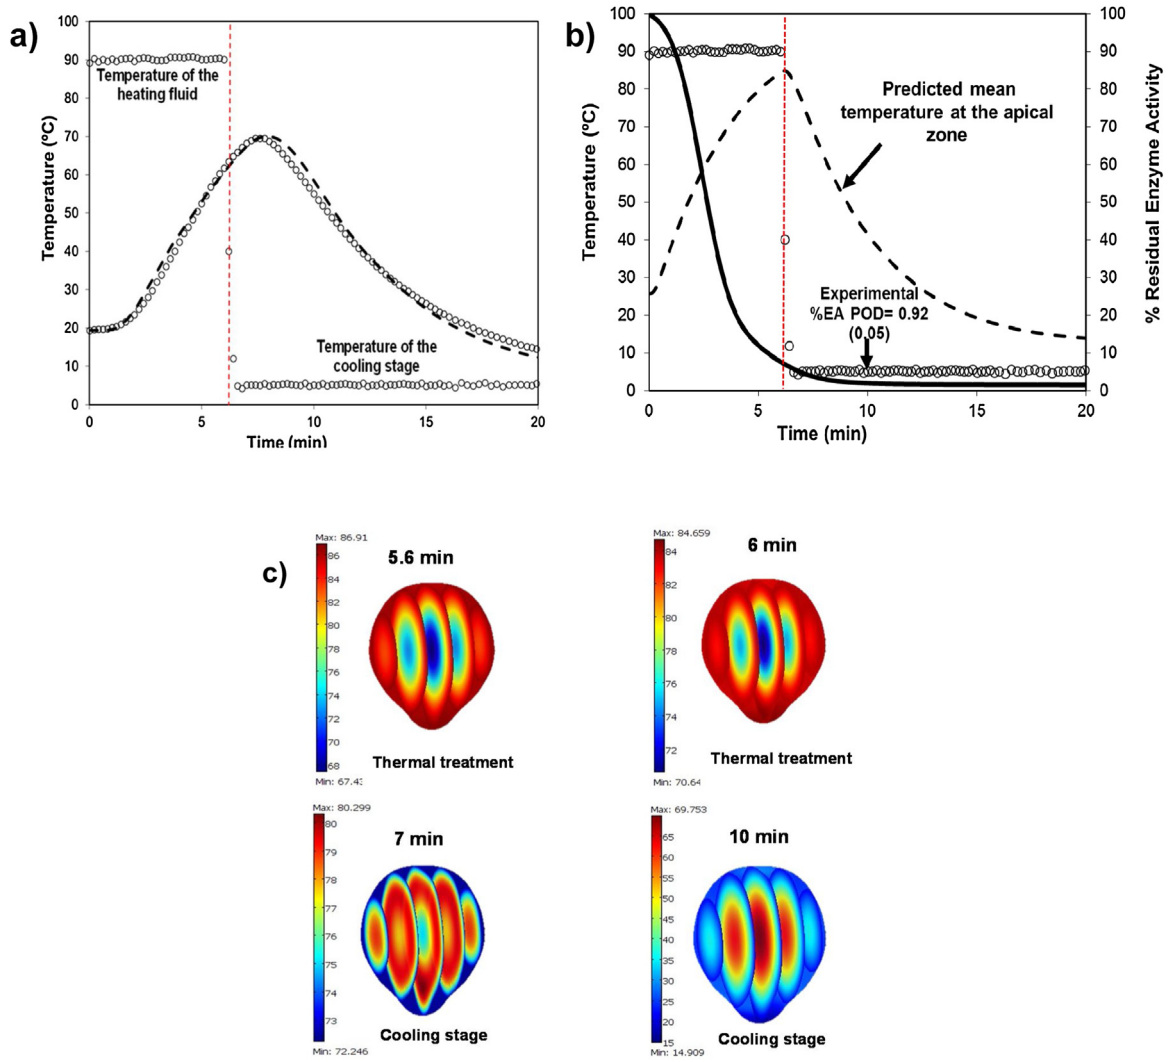 a)
100
90
80
70
60
50
40
30
20
10
0
Temperature (ºC)
Temperature of the
heating fluid
Temperature of the
cooling stage
0
5
10
15
20
Time (min)
b)
100
90
80
70
60
50
40
30
20
10
0
Temperature (ºC)
Predicted mean
temperature at the apical
zone
Experimental
%EA POD= 0.92
(0.05)
100
90
80
70
60
50
40
30
20
10
0
% Residual Enzyme Activity
0
5
10
15
20
Time (min)
c)
Max: 86.91
86
84
82
80
78
76
74
72
70
68
Min: 67.4
5.6 min
Thermal treatment
Max: 84.659
84
82
80
78
76
74
72
Min: 70.64
6 min
Thermal treatment
Max: 80.299
80
79
78
77
76
75
74
73
Min: 72.246
7 min
Cooling stage
Max: 69.753
65
60
55
50
45
40
35
30
25
20
15
Min: 14.909
10 min
Cooling stage